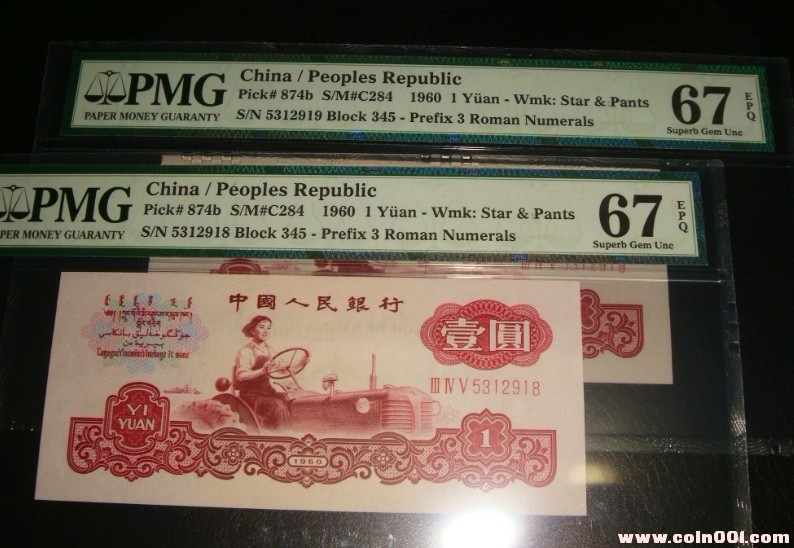 PMG
PAPER MONEY GUARANTY
China / Peoples Republic
Pick# 874b S/M#C284 1960 1 Yüan - Wmk: Star & Pants
S/N 5312919 Block 345 - Prefix 3 Roman Numerals
67
EPQ
Superb Gem Unc
PMG
PER MONEY GUARANTY
China / Peoples Republic
Pick# 874b S/M#C284 1960 1 Yüan - Wmk: Star & Pants
S/N 5312918 Block 345 - Prefix 3 Roman Numerals
67
EPQ
Superb Gem Unc
中國人民銀行
壹圓
III IV V 5312918
YI
YUAN
1
1960
www.coin001.com